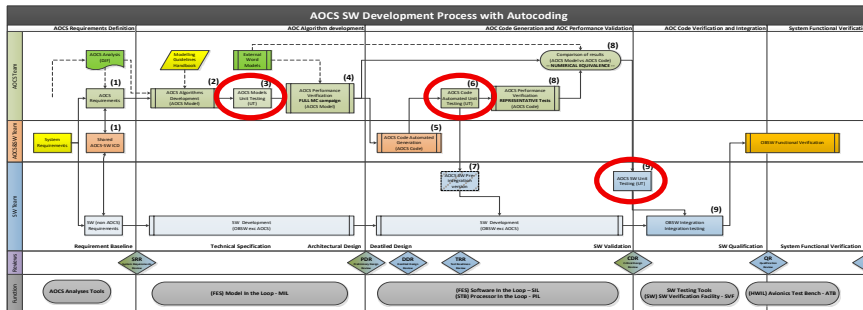 AOCS SW Development Process with Autocoding
AOCS Requirements Definition
AOC Algorithm development
AOC Code Generation and AOC Performance Validation
AOC Code Verification and Integration
System Functional Verification
AOCS Team
AOCS Analysis
(1)
AOCS
Requirements
Modelling
Guidelines
Handbook
(2)
AOCS Algorithms
Development
(AOCS Model)
External
Word
Models
(3)
AOCS Models
Unit Testing
(UT)
(4)
AOCS Performance
Verification
FULL MC campaign
(AOCS Model)
(6)
AOCS Code
Automated Unit
Testing (UT)
(8)
Comparison of results
(AOCS Model vs AOCS Code)
– NUMERICAL EQUIVALENCE –
(8)
AOCS Performance
Verification
REPRESENTATIVE Tools
(AOCS Code)
System
Requirements
(1)
Shared
AOCS-SW ICD
(5)
AOCS Code Automated
Generation
(AOCS Code)
OBSW Functional Verification
SW Team
(7)
AOCS SW Pre-
integration
version
(9)
AOCS SW Unit
Testing (UT)
(9)
SW (non AOCS)
Requirements
SW Development
(OBSW exc AOCS)
SW Development
(OBSW exc AOCS)
OBSW Integration
Integration testing
Requirement Baseline
Technical Specification
Architectural Design
Deatiled Design
SW Validation
SW Qualification
System Functional Verification
Reviews
SRR
PDR
DDR
TRR
CDR
QR
Function
AOCS Analyses Tools
(FES) Model In the Loop - MIL
(FES) Software In the Loop – SIL
(STB) Processor In the Loop - PIL
SW Testing Tools
(SW) SW Verification Facility - SVF
(HWIL) Avionics Test Bench - ATB